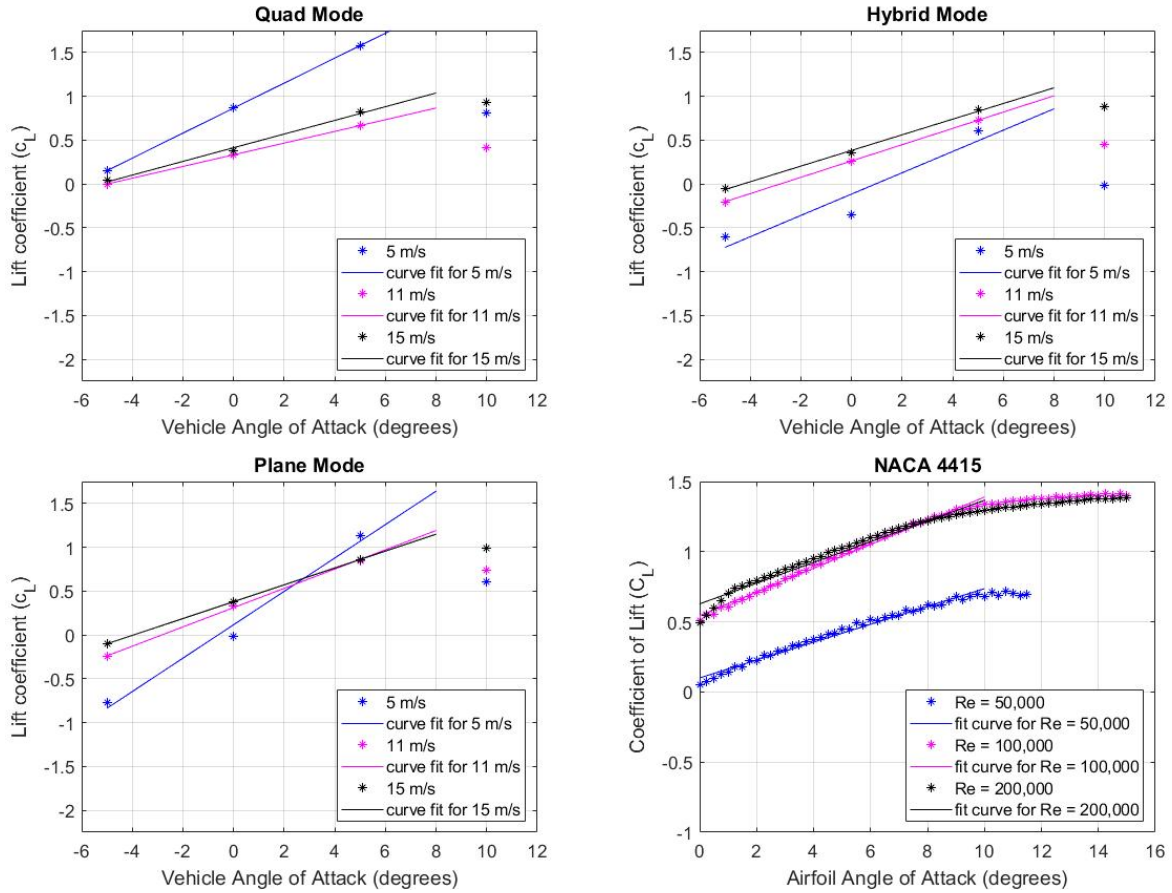 Quad Mode
1.5
1
0.5
0
-0.5
-1
-1.5
-2
Lift coefficient (c_L)
5 m/s
curve fit for 5 m/s
11 m/s
curve fit for 11 m/s
15 m/s
curve fit for 15 m/s
-6 -4 -2 0 2 4 6 8 10 12
Vehicle Angle of Attack (degrees)
Hybrid Mode
1.5
1
0.5
0
-0.5
-1
-1.5
-2
Lift coefficient (c_L)
5 m/s
curve fit for 5 m/s
11 m/s
curve fit for 11 m/s
15 m/s
curve fit for 15 m/s
-6 -4 -2 0 2 4 6 8 10 12
Vehicle Angle of Attack (degrees)
Plane Mode
1.5
1
0.5
0
-0.5
-1
-1.5
-2
Lift coefficient (c_L)
5 m/s
curve fit for 5 m/s
11 m/s
curve fit for 11 m/s
15 m/s
curve fit for 15 m/s
-6 -4 -2 0 2 4 6 8 10 12
Vehicle Angle of Attack (degrees)
NACA 4415
1.5
1
0.5
0
-0.5
-1
Coefficient of Lift (C_L)
Re = 50,000
fit curve for Re = 50,000
Re = 100,000
fit curve for Re = 100,000
Re = 200,000
fit curve for Re = 200,000
0 2 4 6 8 10 12 14 16
Airfoil Angle of Attack (degrees)